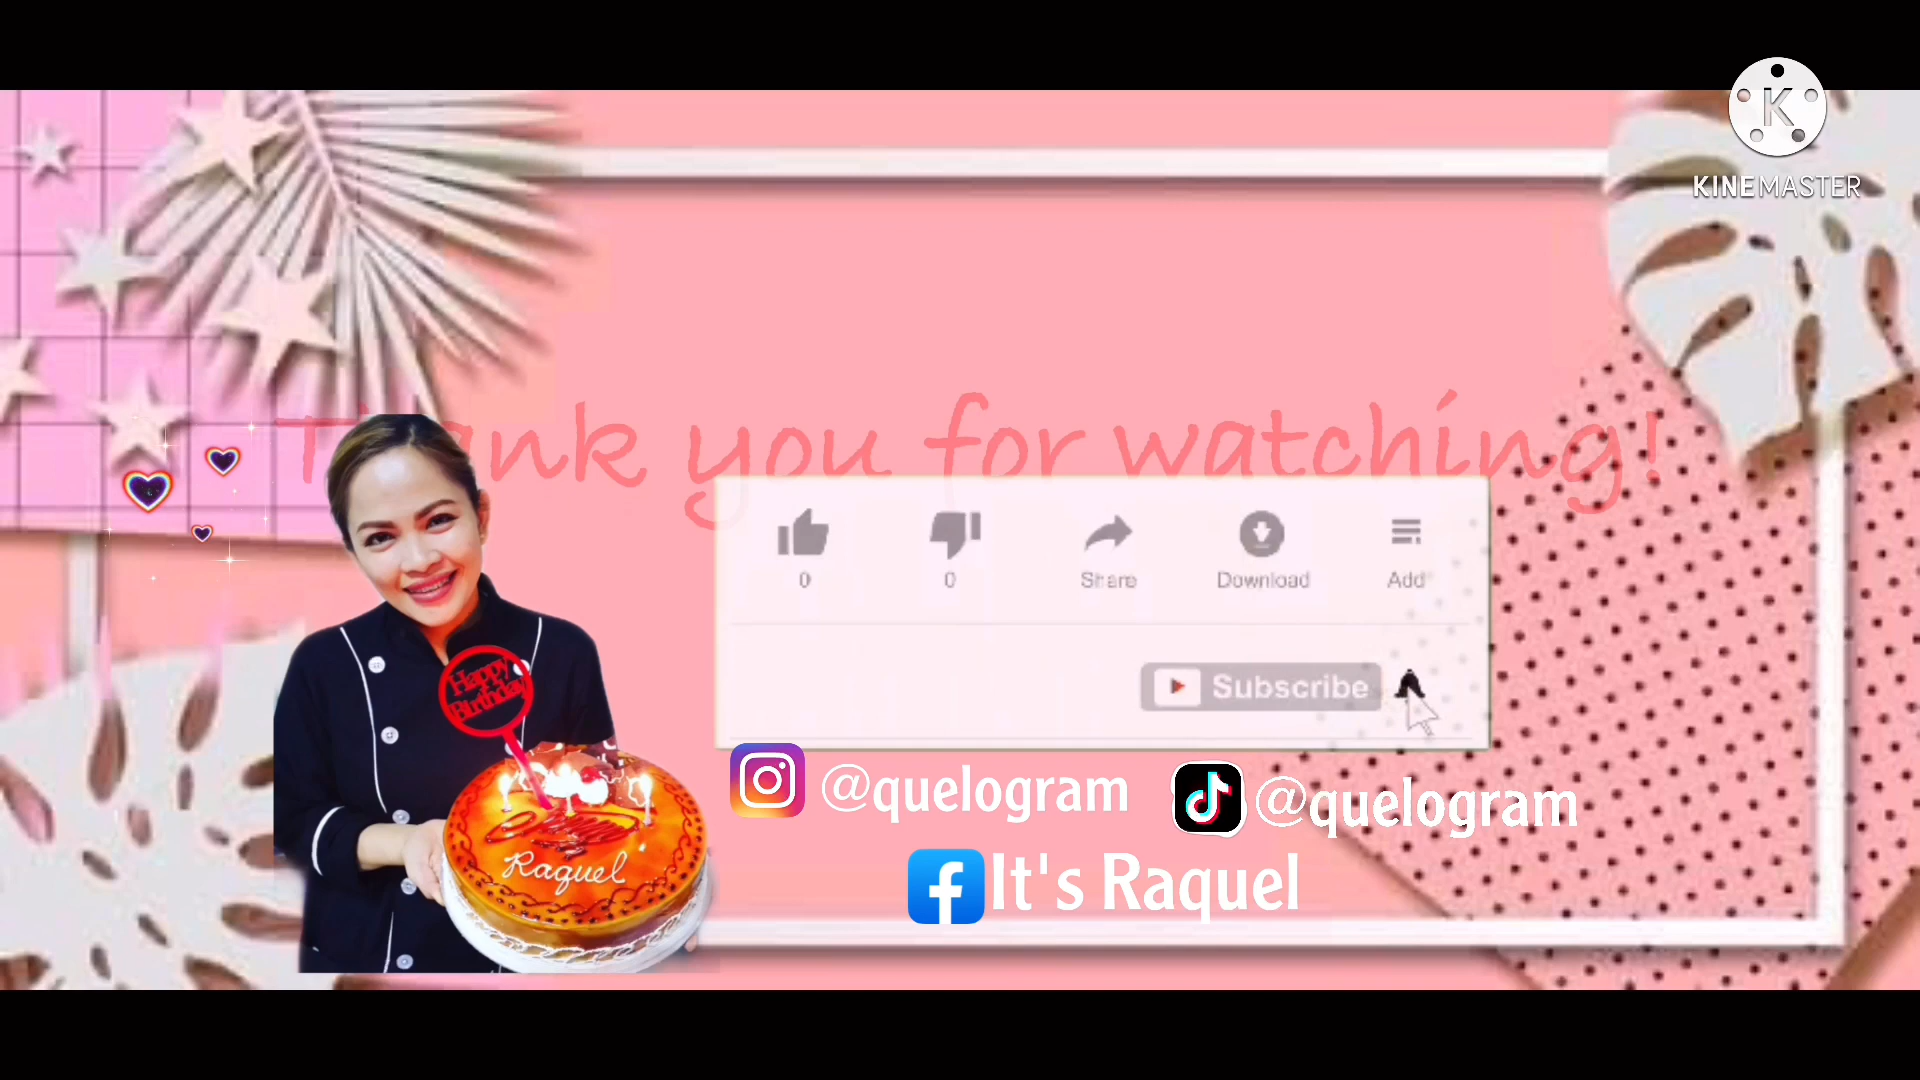 K
KINEMASTER
Thank you for watching!
0
0
Share
Download
Add
Subscribe
Happy
Birthday
Raquel
@quelogram
@quelogram
It's Raquel